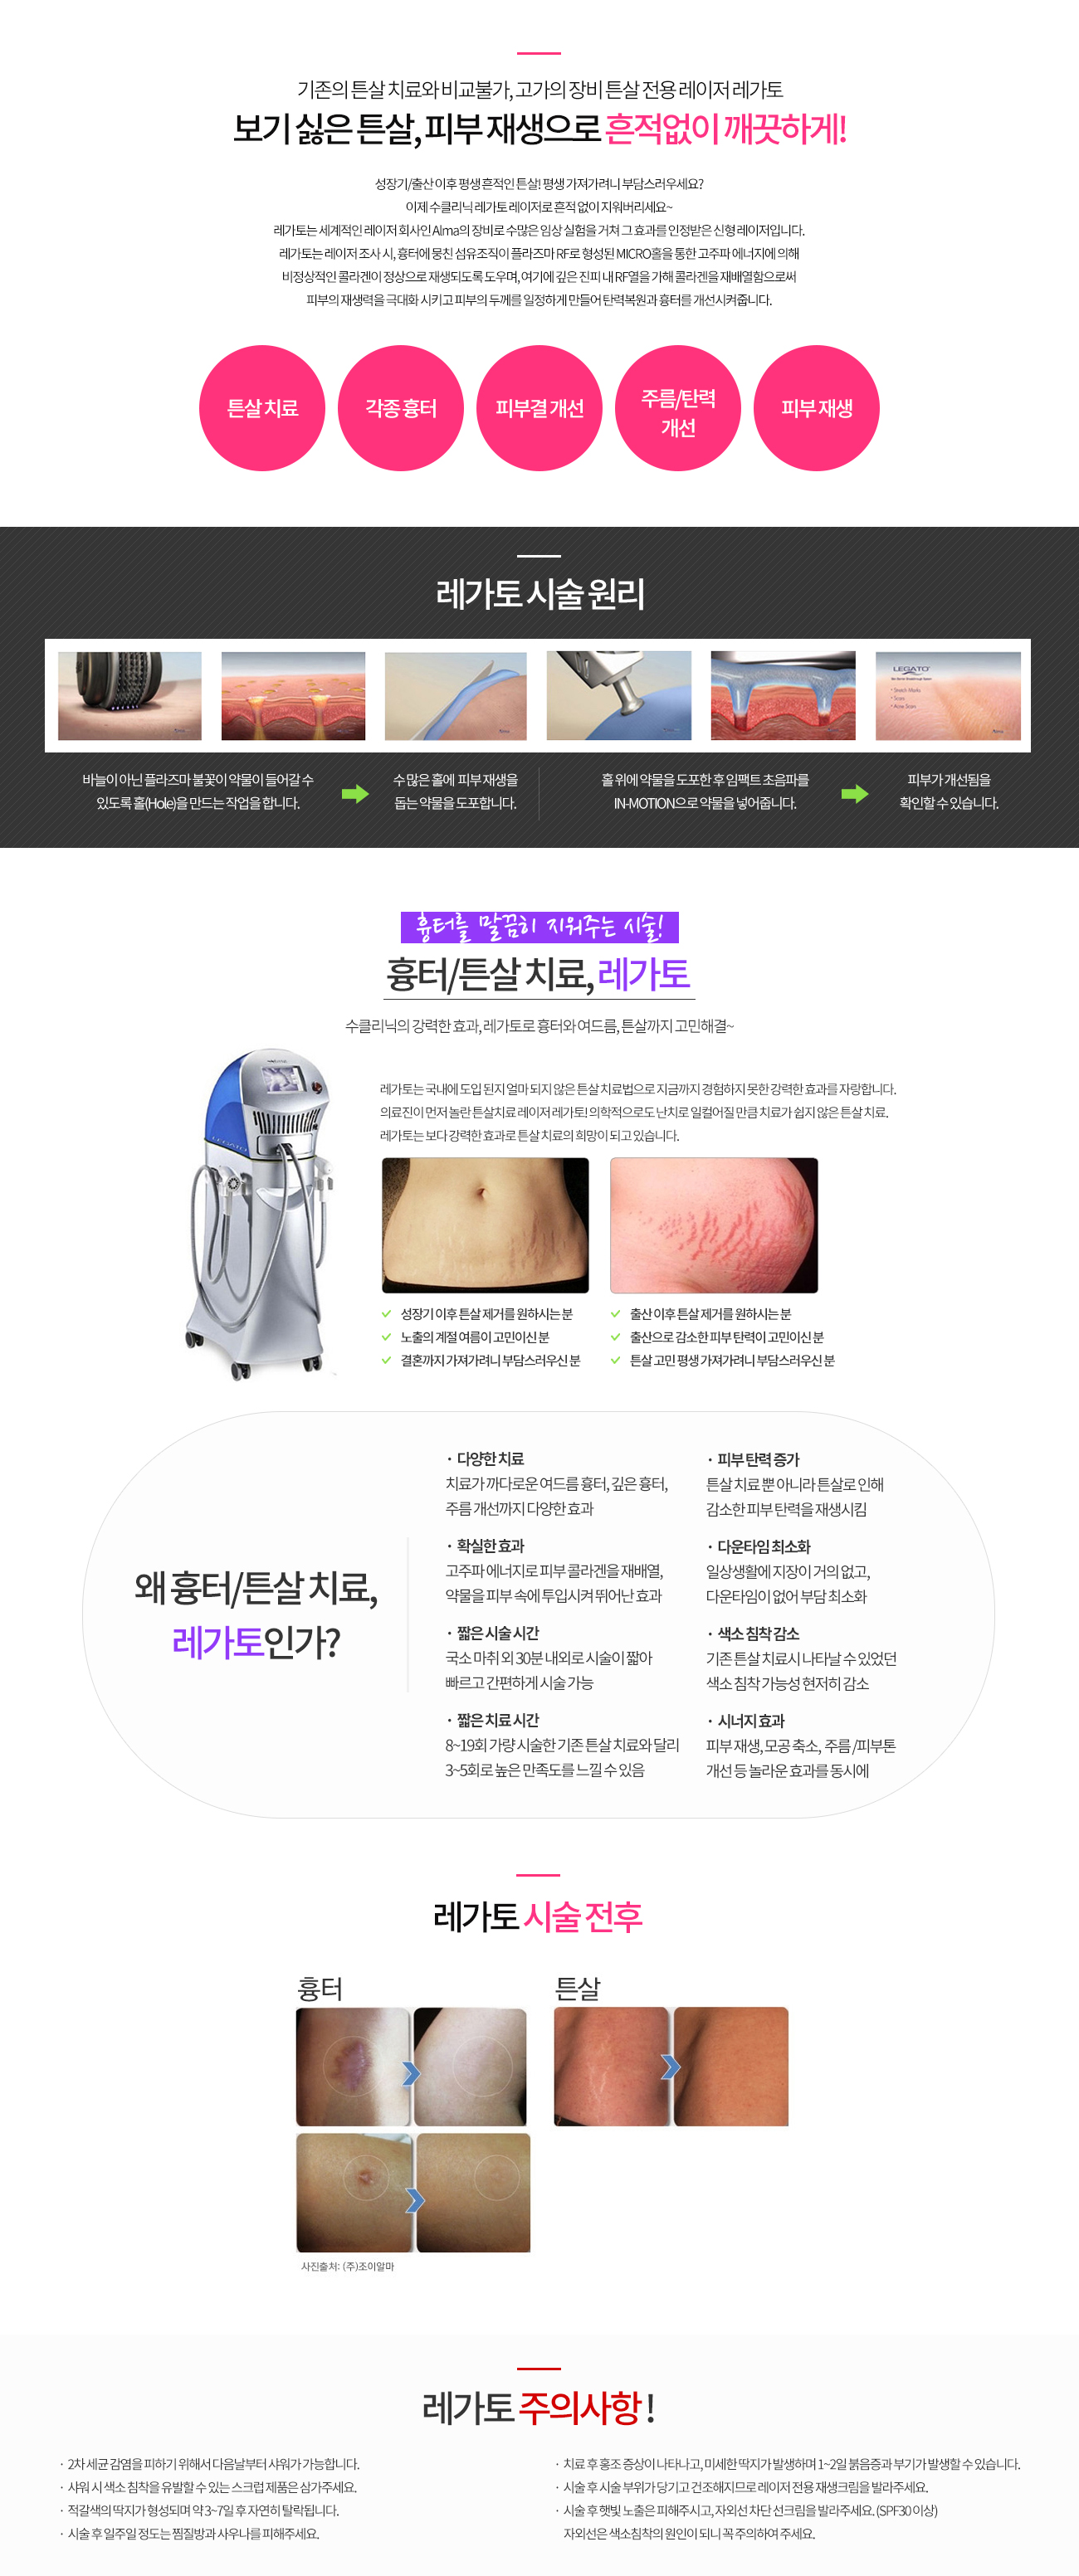 기존의 튼살 치료와 비교불가, 고가의 장비 튼살 전용 레이저 레가토
보기 싫은 튼살, 피부 재생으로 흔적없이 깨끗하게!
성장기/출산 이후 평생 흔적인 튼살! 평생 가져가려니 부담스러우세요?
이제 수클리닉 레가토 레이저로 흔적 없이 지워버리세요~
레가토는 세계적인 레이저 회사인 Alma의 장비로 수많은 임상 실험을 거쳐 그 효과를 인정받은 신형 레이저입니다.
레가토는 레이저 조사 시, 흉터에 뭉친 섬유조직이 플라즈마 RF로 형성된 MICRO홀을 통한 고주파 에너지에 의해
비정상적인 콜라겐이 정상으로 재생되도록 도우며, 여기에 깊은 진피 내 RF열을 가해 콜라겐을 재배열함으로써
피부의 재생력을 극대화 시키고 피부의 두께를 일정하게 만들어 탄력복원과 흉터를 개선시켜줍니다.
튼살 치료
각종 흉터
피부결 개선
주름/탄력
개선
피부 재생
레가토 시술 원리
LEGATO
Stretch Marks
Scars
Acne Scars
바늘이 아닌 플라즈마 불꽃이 약물이 들어갈 수
있도록 홀(Hole)을 만드는 작업을 합니다.
수 많은 홀에 피부 재생을
돕는 약물을 도포합니다.
홀 위에 약물을 도포한 후 임팩트 초음파를
IN-MOTION으로 약물을 넣어줍니다.
피부가 개선됨을
확인할 수 있습니다.
흉터를 말끔히 지워주는 시술!
흉터/튼살 치료, 레가토
수클리닉의 강력한 효과, 레가토로 흉터와 여드름, 튼살까지 고민해결~
LEGATO
레가토는 국내에 도입 된지 얼마 되지 않은 튼살 치료법으로 지금까지 경험하지 못한 강력한 효과를 자랑합니다.
의료진이 먼저 놀란 튼살치료 레이저 레가토! 의학적으로도 난치로 일컬어질 만큼 치료가 쉽지 않은 튼살 치료.
레가토는 보다 강력한 효과로 튼살 치료의 희망이 되고 있습니다.
성장기 이후 튼살 제거를 원하시는 분
노출의 계절 여름이 고민이신 분
결혼까지 가져가려니 부담스러우신 분
출산 이후 튼살 제거를 원하시는 분
출산으로 감소한 피부 탄력이 고민이신 분
튼살 고민 평생 가져가려니 부담스러우신 분
왜 흉터/튼살 치료,
레가토인가?
· 다양한 치료
치료가 까다로운 여드름 흉터, 깊은 흉터,
주름 개선까지 다양한 효과
· 확실한 효과
고주파 에너지로 피부 콜라겐을 재배열,
약물을 피부 속에 투입시켜 뛰어난 효과
· 짧은 시술 시간
국소 마취 외 30분 내외로 시술이 짧아
빠르고 간편하게 시술 가능
· 짧은 치료 시간
8~19회 가량 시술한 기존 튼살 치료와 달리
3~5회로 높은 만족도를 느낄 수 있음
· 피부 탄력 증가
튼살 치료 뿐 아니라 튼살로 인해
감소한 피부 탄력을 재생시킴
· 다운타임 최소화
일상생활에 지장이 거의 없고,
다운타임이 없어 부담 최소화
· 색소 침착 감소
기존 튼살 치료시 나타날 수 있었던
색소 침착 가능성 현저히 감소
· 시너지 효과
피부 재생, 모공 축소, 주름/피부톤
개선 등 놀라운 효과를 동시에
레가토 시술 전후
흉터
튼살
사진출처: (주)조이알마
레가토 주의사항 !
· 2차 세균 감염을 피하기 위해서 다음날부터 샤워가 가능합니다.
· 샤워 시 색소 침착을 유발할 수 있는 스크럽 제품은 삼가주세요.
· 적갈색의 딱지가 형성되며 약 3~7일 후 자연히 탈락됩니다.
· 시술 후 일주일 정도는 찜질방과 사우나를 피해주세요.
· 치료 후 홍조 증상이 나타나고, 미세한 딱지가 발생하며 1~2일 붉음증과 부기가 발생할 수 있습니다.
· 시술 후 시술 부위가 당기고 건조해지므로 레이저 전용 재생크림을 발라주세요.
· 시술 후 햇빛 노출은 피해주시고, 자외선 차단 선크림을 발라주세요. (SPF30 이상)
자외선은 색소침착의 원인이 되니 꼭 주의하여 주세요.